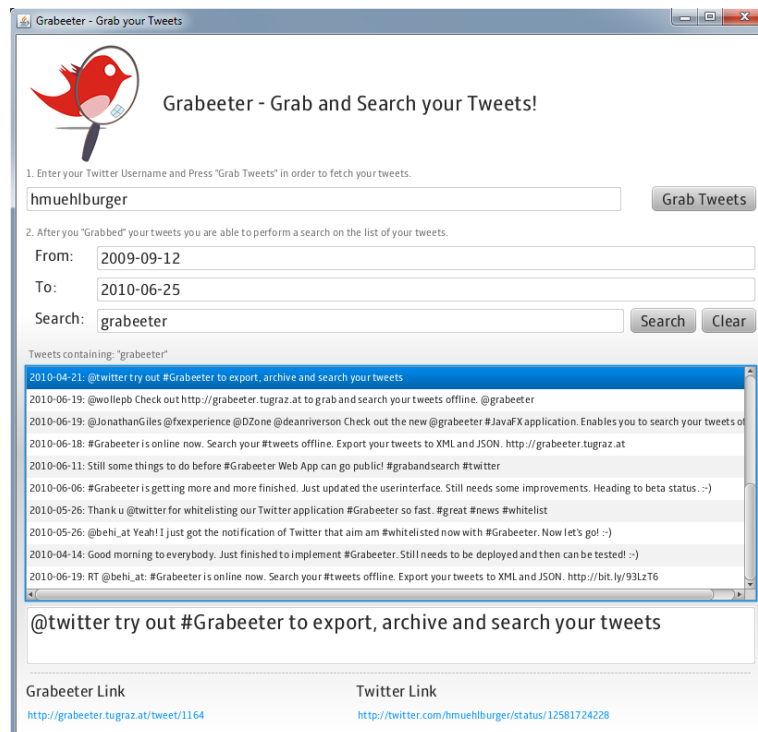 Grabeeter - Grab your Tweets
Grabeeter - Grab and Search your Tweets!
1. Enter your Twitter Username and Press "Grab Tweets" in order to fetch your tweets.
hmuehlburger Grab Tweets
2. After you "Grabbed" your tweets you are able to perform a search on the list of your tweets.
From: 2009-09-12
To: 2010-06-25
Search: grabeeter Search Clear
Tweets containing: "grabeeter"
2010-04-21: @twitter try out #Grabeeter to export, archive and search your tweets
2010-06-19: @wollepb Check out http://grabeeter.tugraz.at to grab and search your tweets offline. @grabeeter
2010-06-19: @JonathanGiles @fxexperience @DZone @deanriverson Check out the new @grabeeter #JavaFX application. Enables you to search your tweets of
2010-06-18: #Grabeeter is online now. Search your #tweets offline. Export your tweets to XML and JSON. http://grabeeter.tugraz.at
2010-06-11: Still some things to do before #Grabeeter Web App can go public! #grabandsearch #twitter
2010-06-06: #Grabeeter is getting more and more finished. Just updated the userinterface. Still needs some improvements. Heading to beta status. :-)
2010-05-26: Thank u @twitter for whitelisting our Twitter application #Grabeeter so fast. #great #news #whitelist
2010-05-26: @behi_at Yeah! I just got the notification of Twitter that aim am #whitelisted now with #Grabeeter. Now let's go! :-)
2010-04-14: Good morning to everybody. Just finished to implement #Grabeeter. Still needs to be deployed and then can be tested! :-)
2010-06-19: RT @behi_at: #Grabeeter is online now. Search your #tweets offline. Export your tweets to XML and JSON. http://bit.ly/93LzT6
@twitter try out #Grabeeter to export, archive and search your tweets
Grabeeter Link Twitter Link
http://grabeeter.tugraz.at/tweet/1164 http://twitter.com/hmuehlburger/status/12581724228